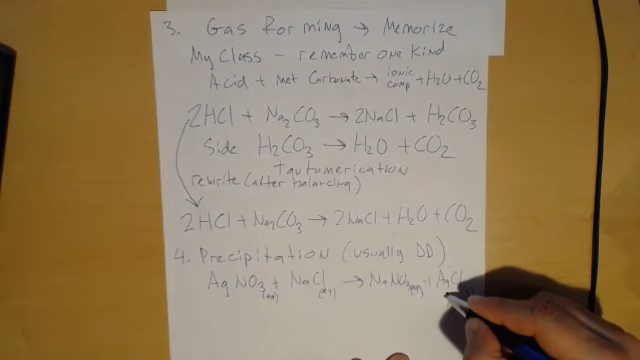 3. Gas Forming → Memorize
My Class - remember one Kind
Acid + Met Carbonate → ionic comp + H₂O + CO₂
2HCl + Na₂CO₃ → 2NaCl + H₂CO₃
Side H₂CO₃ → H₂O + CO₂
Tautomerication
rewrite (after balancing)
2HCl + Na₂CO₃ → 2NaCl + H₂O + CO₂
4. Precipitation (usually DD)
AgNO₃(aq) + NaCl(aq) → NaNO₃(aq) + AgCl